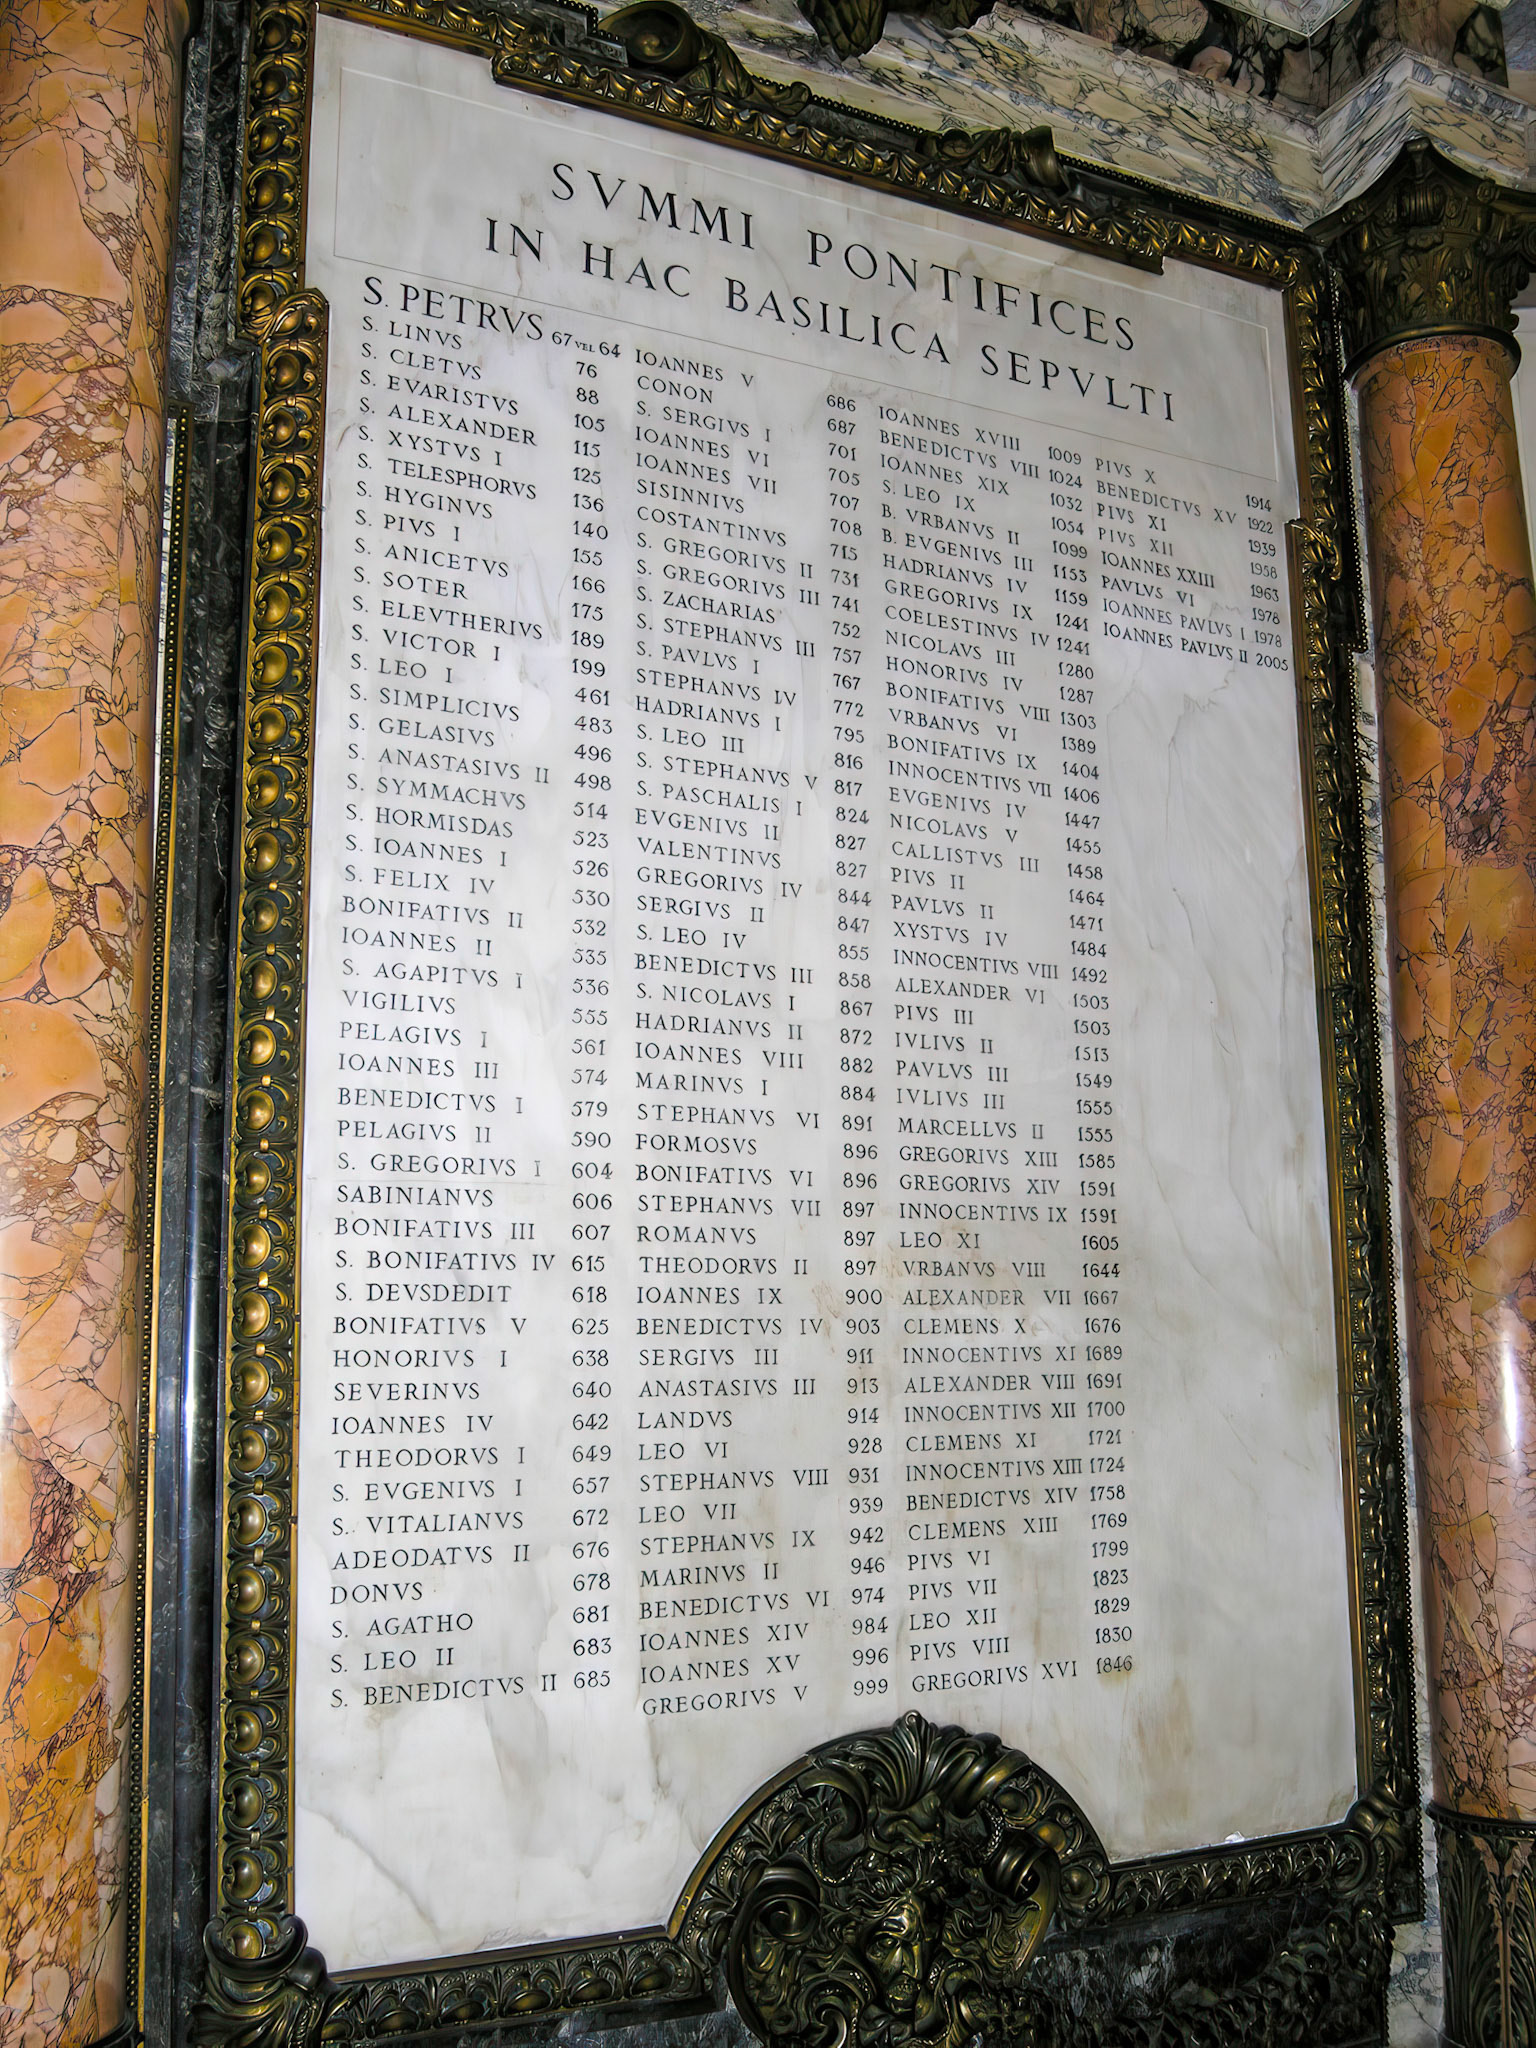 SVMMI PONTIFICES
IN HAC BASILICA SEPVLTI
S. PETRVS 67 VEL 64
S. LINVS 76
S. CLETVS 88
S. EVARISTVS 105
S. ALEXANDER 115
S. XYSTVS I 125
S. TELESPHORVS 136
S. HYGINVS 140
S. PIVS I 155
S. ANICETVS 166
S. SOTER 175
S. ELEVTHERIVS 189
S. VICTOR I 199
S. LEO I 461
S. SIMPLICIVS 483
S. GELASIVS 496
S. ANASTASIVS II 498
S. SYMMACHVS 514
S. HORMISDAS 523
S. IOANNES I 526
S. FELIX IV 530
BONIFATIVS II 532
IOANNES II 535
S. AGAPITVS I 536
VIGILIVS 555
PELAGIVS I 561
IOANNES III 574
BENEDICTVS I 579
PELAGIVS II 590
S. GREGORIVS I 604
SABINIANVS 606
BONIFATIVS III 607
S. BONIFATIVS IV 615
S. DEVSDEDIT 618
BONIFATIVS V 625
HONORIVS I 638
SEVERINVS 640
IOANNES IV 642
THEODORVS I 649
S. EVGENIVS I 657
S. VITALIANVS 672
ADEODATVS II 676
DONVS 678
S. AGATHO 681
S. LEO II 683
S. BENEDICTVS II 685
IOANNES V 686
CONON 687
S. SERGIVS I 701
IOANNES VI 705
IOANNES VII 707
SISINNIVS 708
COSTANTINVS 715
S. GREGORIVS II 731
S. GREGORIVS III 741
S. ZACHARIAS 752
S. STEPHANVS III 757
S. PAVLVS I 767
STEPHANVS IV 772
HADRIANVS I 795
S. LEO III 816
S. STEPHANVS V 817
S. PASCHALIS I 824
EVGENIVS II 827
VALENTINVS 827
GREGORIVS IV 844
SERGIVS II 847
S. LEO IV 855
BENEDICTVS III 858
S. NICOLAVS I 867
HADRIANVS II 872
IOANNES VIII 882
MARINVS I 884
STEPHANVS VI 891
FORMOSVS 896
BONIFATIVS VI 896
STEPHANVS VII 897
ROMANVS 897
THEODORVS II 897
IOANNES IX 900
BENEDICTVS IV 903
SERGIVS III 911
ANASTASIVS III 913
LANDVS 914
LEO VI 928
STEPHANVS VIII 931
LEO VII 939
STEPHANVS IX 942
MARINVS II 946
BENEDICTVS VI 974
IOANNES XIV 984
IOANNES XV 996
GREGORIVS V 999
IOANNES XVIII 1009
BENEDICTVS VIII 1024
IOANNES XIX 1032
S. LEO IX 1054
B. VRBANVS II 1099
B. EVGENIVS III 1153
HADRIANVS IV 1159
GREGORIVS IX 1241
COELESTINVS IV 1241
NICOLAVS III 1280
HONORIVS IV 1287
BONIFATIVS VIII 1303
VRBANVS VI 1389
BONIFATIVS IX 1404
INNOCENTIVS VII 1406
EVGENIVS IV 1447
NICOLAVS V 1455
CALLISTVS III 1458
PIVS II 1464
PAVLVS II 1471
XYSTVS IV 1484
INNOCENTIVS VIII 1492
ALEXANDER VI 1503
PIVS III 1503
IVLIVS II 1513
PAVLVS III 1549
IVLIVS III 1555
MARCELLVS II 1555
GREGORIVS XIII 1585
GREGORIVS XIV 1591
INNOCENTIVS IX 1591
LEO XI 1605
VRBANVS VIII 1644
ALEXANDER VII 1667
CLEMENS X 1676
INNOCENTIVS XI 1689
ALEXANDER VIII 1691
INNOCENTIVS XII 1700
CLEMENS XI 1721
INNOCENTIVS XIII 1724
BENEDICTVS XIV 1758
CLEMENS XIII 1769
PIVS VI 1799
PIVS VII 1823
LEO XII 1829
PIVS VIII 1830
GREGORIVS XVI 1846
PIVS X 1914
BENEDICTVS XV 1922
PIVS XI 1939
PIVS XII 1958
IOANNES XXIII 1963
PAVLVS VI 1978
IOANNES PAVLVS I 1978
IOANNES PAVLVS II 2005